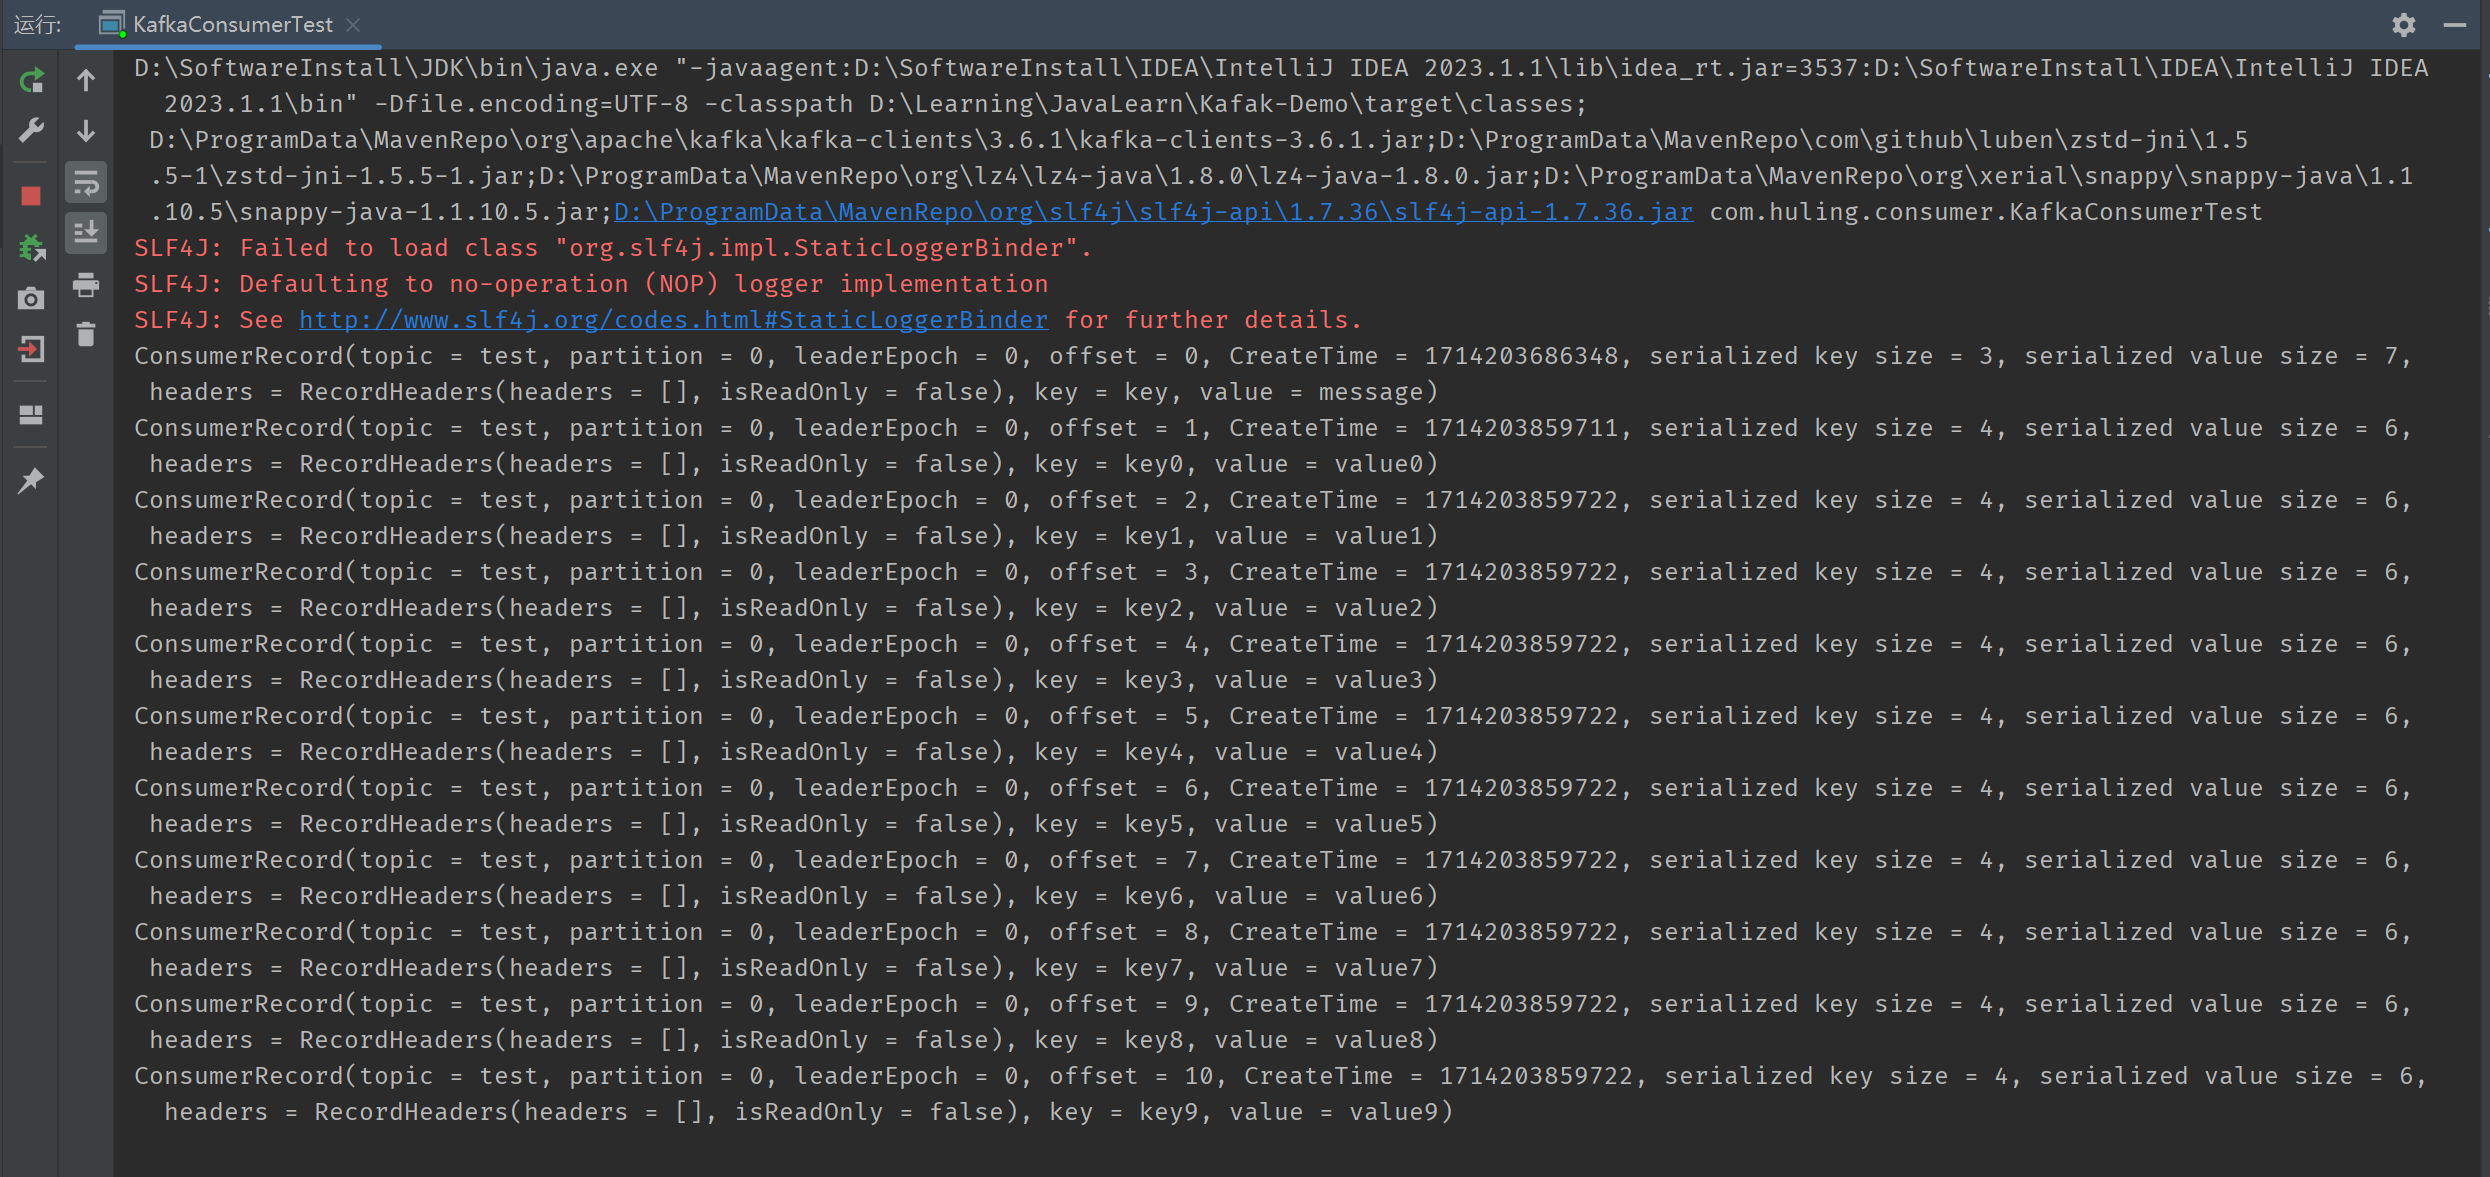 运行: KafkaConsumerTest
D:\SoftwareInstall\JDK\bin\java.exe "-javaagent:D:\SoftwareInstall\IDEA\IntelliJ IDEA 2023.1.1\lib\idea_rt.jar=3537:D:\SoftwareInstall\IDEA\IntelliJ IDEA
2023.1.1\bin" -Dfile.encoding=UTF-8 -classpath D:\Learning\JavaLearn\Kafak-Demo\target\classes;
D:\ProgramData\MavenRepo\org\apache\kafka\kafka-clients\3.6.1\kafka-clients-3.6.1.jar;D:\ProgramData\MavenRepo\com\github\luben\zstd-jni\1.5
.5-1\zstd-jni-1.5.5-1.jar;D:\ProgramData\MavenRepo\org\lz4\lz4-java\1.8.0\lz4-java-1.8.0.jar;D:\ProgramData\MavenRepo\org\xerial\snappy\snappy-java\1.1
.10.5\snappy-java-1.1.10.5.jar;D:\ProgramData\MavenRepo\org\slf4j\slf4j-api\1.7.36\slf4j-api-1.7.36.jar com.huling.consumer.KafkaConsumerTest
SLF4J: Failed to load class "org.slf4j.impl.StaticLoggerBinder".
SLF4J: Defaulting to no-operation (NOP) logger implementation
SLF4J: See http://www.slf4j.org/codes.html#StaticLoggerBinder for further details.
ConsumerRecord(topic = test, partition = 0, leaderEpoch = 0, offset = 0, CreateTime = 1714203686348, serialized key size = 3, serialized value size = 7,
headers = RecordHeaders(headers = [], isReadOnly = false), key = key, value = message)
ConsumerRecord(topic = test, partition = 0, leaderEpoch = 0, offset = 1, CreateTime = 1714203859711, serialized key size = 4, serialized value size = 6,
headers = RecordHeaders(headers = [], isReadOnly = false), key = key0, value = value0)
ConsumerRecord(topic = test, partition = 0, leaderEpoch = 0, offset = 2, CreateTime = 1714203859722, serialized key size = 4, serialized value size = 6,
headers = RecordHeaders(headers = [], isReadOnly = false), key = key1, value = value1)
ConsumerRecord(topic = test, partition = 0, leaderEpoch = 0, offset = 3, CreateTime = 1714203859722, serialized key size = 4, serialized value size = 6,
headers = RecordHeaders(headers = [], isReadOnly = false), key = key2, value = value2)
ConsumerRecord(topic = test, partition = 0, leaderEpoch = 0, offset = 4, CreateTime = 1714203859722, serialized key size = 4, serialized value size = 6,
headers = RecordHeaders(headers = [], isReadOnly = false), key = key3, value = value3)
ConsumerRecord(topic = test, partition = 0, leaderEpoch = 0, offset = 5, CreateTime = 1714203859722, serialized key size = 4, serialized value size = 6,
headers = RecordHeaders(headers = [], isReadOnly = false), key = key4, value = value4)
ConsumerRecord(topic = test, partition = 0, leaderEpoch = 0, offset = 6, CreateTime = 1714203859722, serialized key size = 4, serialized value size = 6,
headers = RecordHeaders(headers = [], isReadOnly = false), key = key5, value = value5)
ConsumerRecord(topic = test, partition = 0, leaderEpoch = 0, offset = 7, CreateTime = 1714203859722, serialized key size = 4, serialized value size = 6,
headers = RecordHeaders(headers = [], isReadOnly = false), key = key6, value = value6)
ConsumerRecord(topic = test, partition = 0, leaderEpoch = 0, offset = 8, CreateTime = 1714203859722, serialized key size = 4, serialized value size = 6,
headers = RecordHeaders(headers = [], isReadOnly = false), key = key7, value = value7)
ConsumerRecord(topic = test, partition = 0, leaderEpoch = 0, offset = 9, CreateTime = 1714203859722, serialized key size = 4, serialized value size = 6,
headers = RecordHeaders(headers = [], isReadOnly = false), key = key8, value = value8)
ConsumerRecord(topic = test, partition = 0, leaderEpoch = 0, offset = 10, CreateTime = 1714203859722, serialized key size = 4, serialized value size = 6,
headers = RecordHeaders(headers = [], isReadOnly = false), key = key9, value = value9)